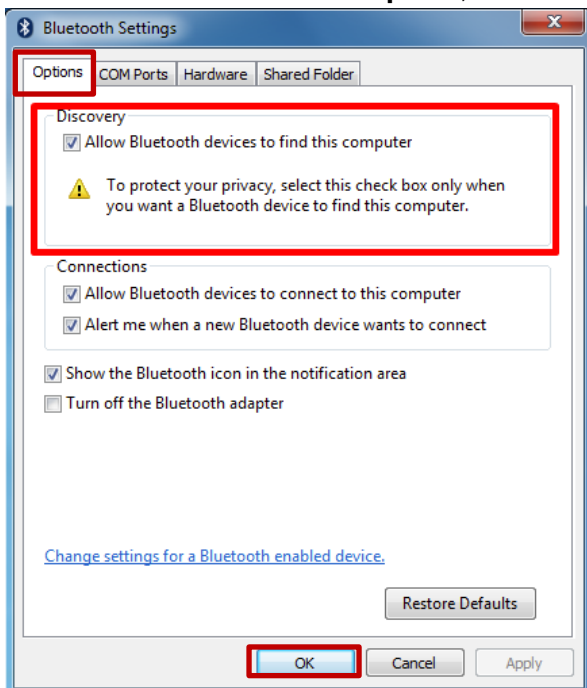 Bluetooth Settings
Options COM Ports Hardware Shared Folder
Discovery
Allow Bluetooth devices to find this computer
To protect your privacy, select this check box only when
you want a Bluetooth device to find this computer.
Connections
Allow Bluetooth devices to connect to this computer
Alert me when a new Bluetooth device wants to connect
Show the Bluetooth icon in the notification area
Turn off the Bluetooth adapter
Change settings for a Bluetooth enabled device.
Restore Defaults
OK Cancel Apply